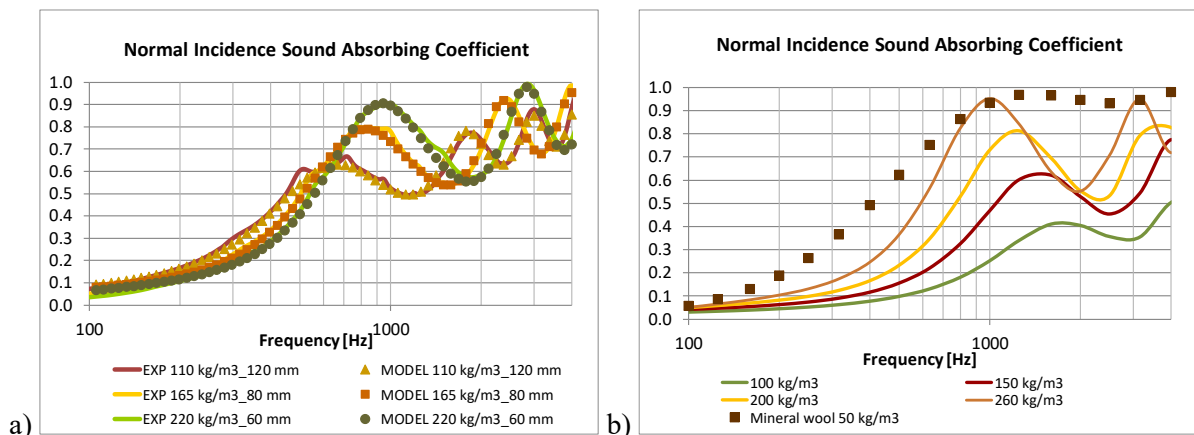 Normal Incidence Sound Absorbing Coefficient
1.0
0.9
0.8
0.7
0.6
0.5
0.4
0.3
0.2
0.1
0.0
100 1000
Frequency [Hz]
EXP 110 kg/m3_120 mm MODEL 110 kg/m3_120 mm
EXP 165 kg/m3_80 mm MODEL 165 kg/m3_80 mm
EXP 220 kg/m3_60 mm MODEL 220 kg/m3_60 mm
a)
Normal Incidence Sound Absorbing Coefficient
1.0
0.9
0.8
0.7
0.6
0.5
0.4
0.3
0.2
0.1
0.0
100 1000
Frequency [Hz]
100 kg/m3 150 kg/m3
200 kg/m3 260 kg/m3
Mineral wool 50 kg/m3
b)